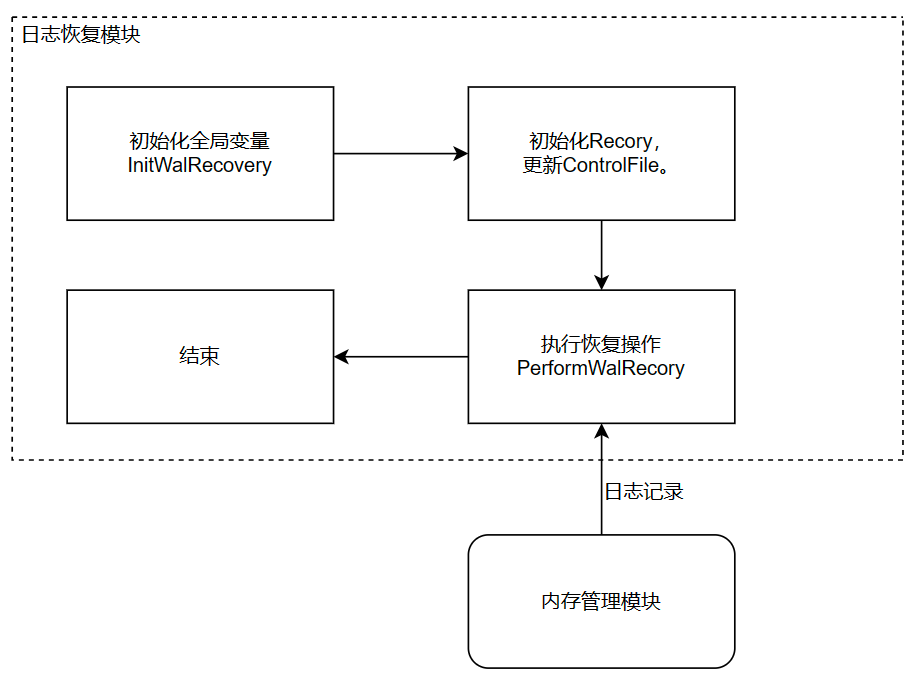 日志恢复模块
初始化全局变量
InitWalRecovery
初始化Recory，
更新ControlFile。
结束
执行恢复操作
PerformWalRecory
日志记录
内存管理模块